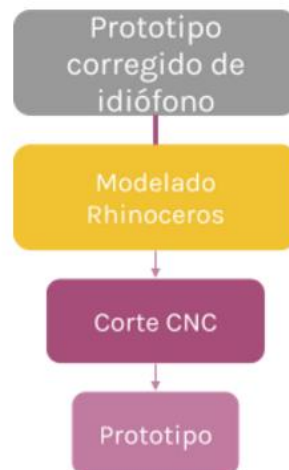 Prototipo
corregido de
idiófono
Modelado
Rhinoceros
Corte CNC
Prototipo